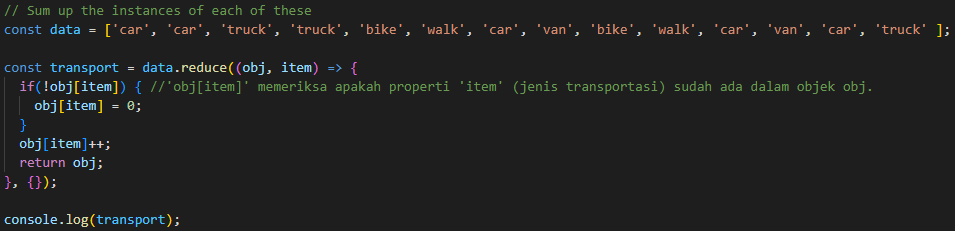 // Sum up the instances of each of these
const data = ['car', 'car', 'truck', 'truck', 'bike', 'walk', 'car', 'van', 'bike', 'walk', 'car', 'van', 'car', 'truck' ];
const transport = data.reduce((obj, item) => {
if(!obj[item]) { //'obj[item]' memeriksa apakah properti 'item' (jenis transportasi) sudah ada dalam objek obj.
obj[item] = 0;
}
obj[item]++;
return obj;
}, {});
console.log(transport);